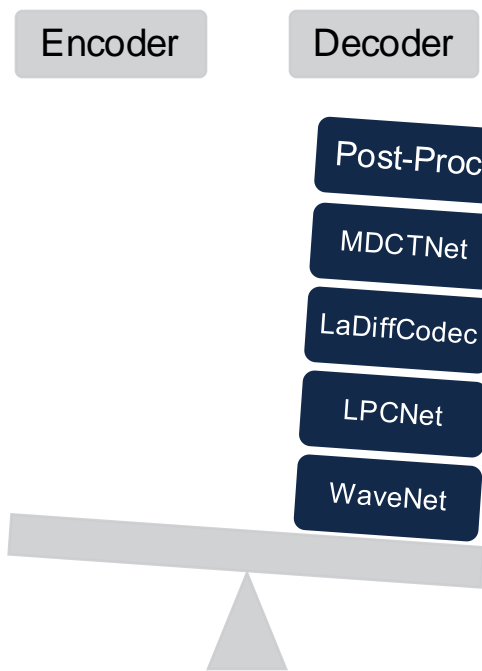 Encoder
Decoder
Post-Proc
MDCTNet
LaDiffCodec
LPCNet
WaveNet